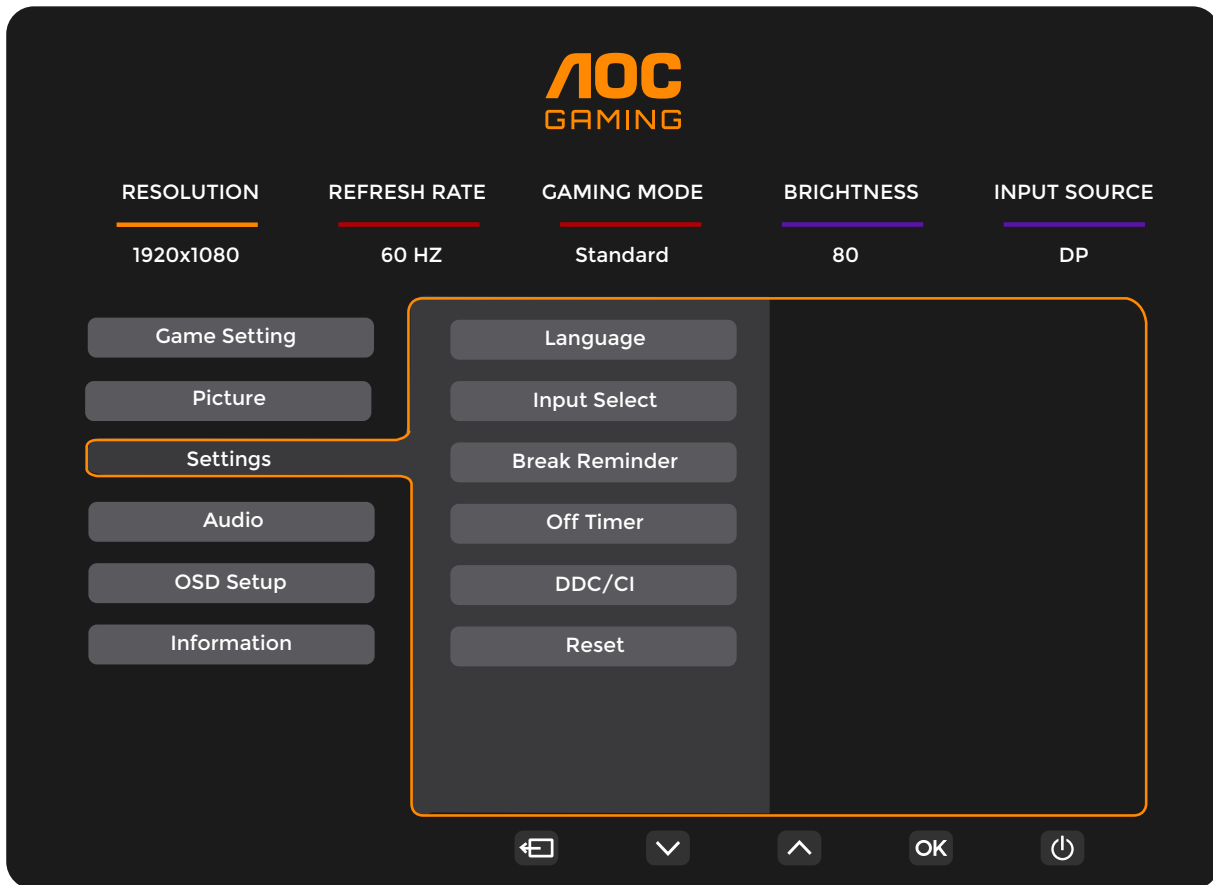 AOC
GAMING
RESOLUTION REFRESH RATE GAMING MODE BRIGHTNESS INPUT SOURCE
1920x1080 60 HZ Standard 80 DP
Game Setting
Picture
Settings
Audio
OSD Setup
Information
Language
Input Select
Break Reminder
Off Timer
DDC/CI
Reset
OK